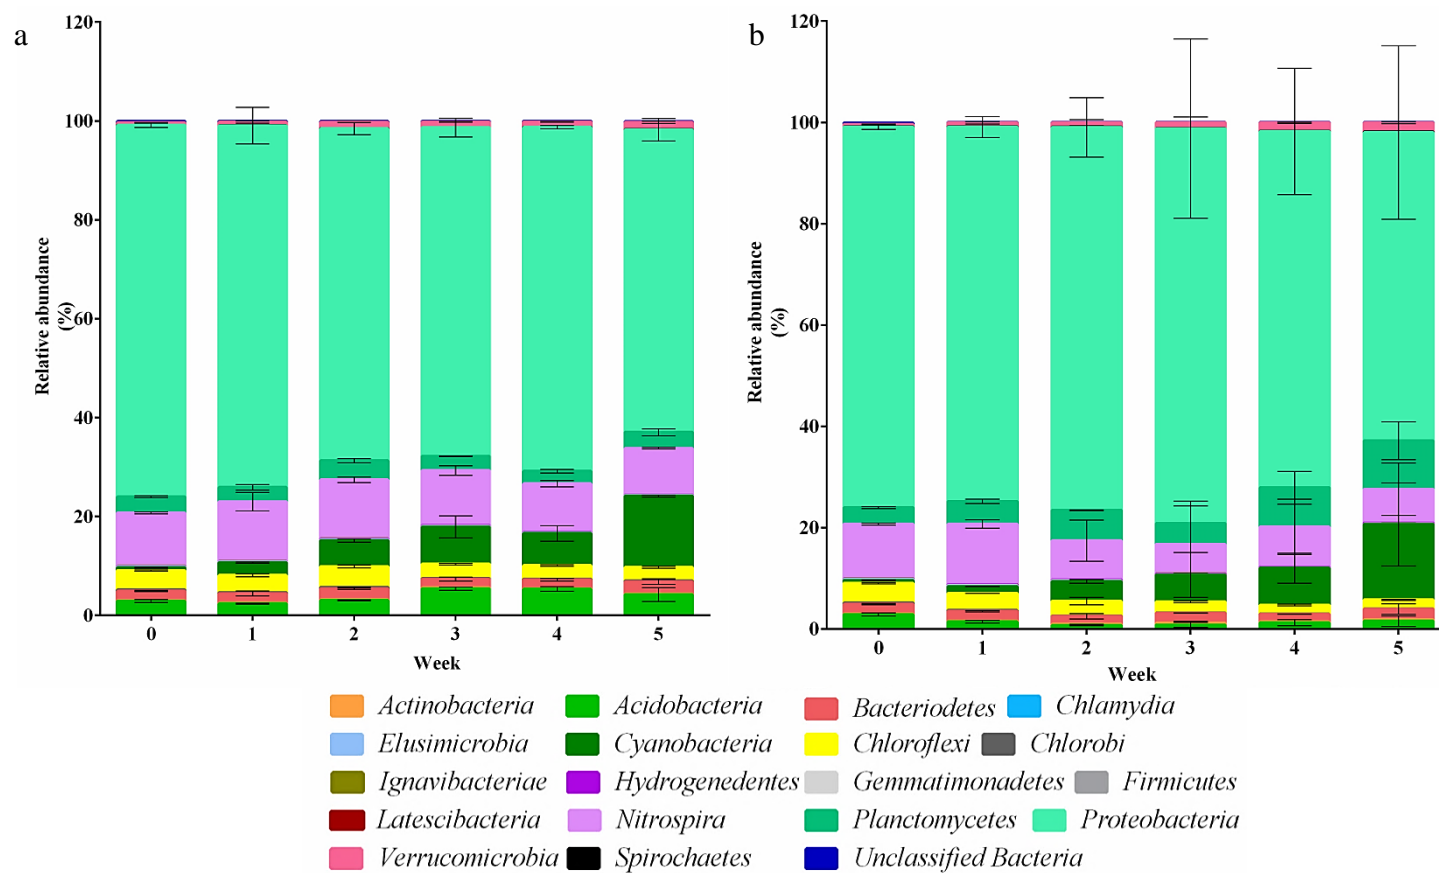 a
120
100
80
60
40
20
0
Relative abundance
(%)
0 1 2 3 4 5
Week
b
120
100
80
60
40
20
0
Relative abundance
(%)
0 1 2 3 4 5
Week
Actinobacteria Acidobacteria Bacteriodetes Chlamydia
Elusimicrobia Cyanobacteria Chloroflexi Chlorobi
Ignavibacteriae Hydrogenedentes Gemmatimonadetes Firmicutes
Latescibacteria Nitrospira Planctomycetes Proteobacteria
Verrucomicrobia Spirochaetes Unclassified Bacteria